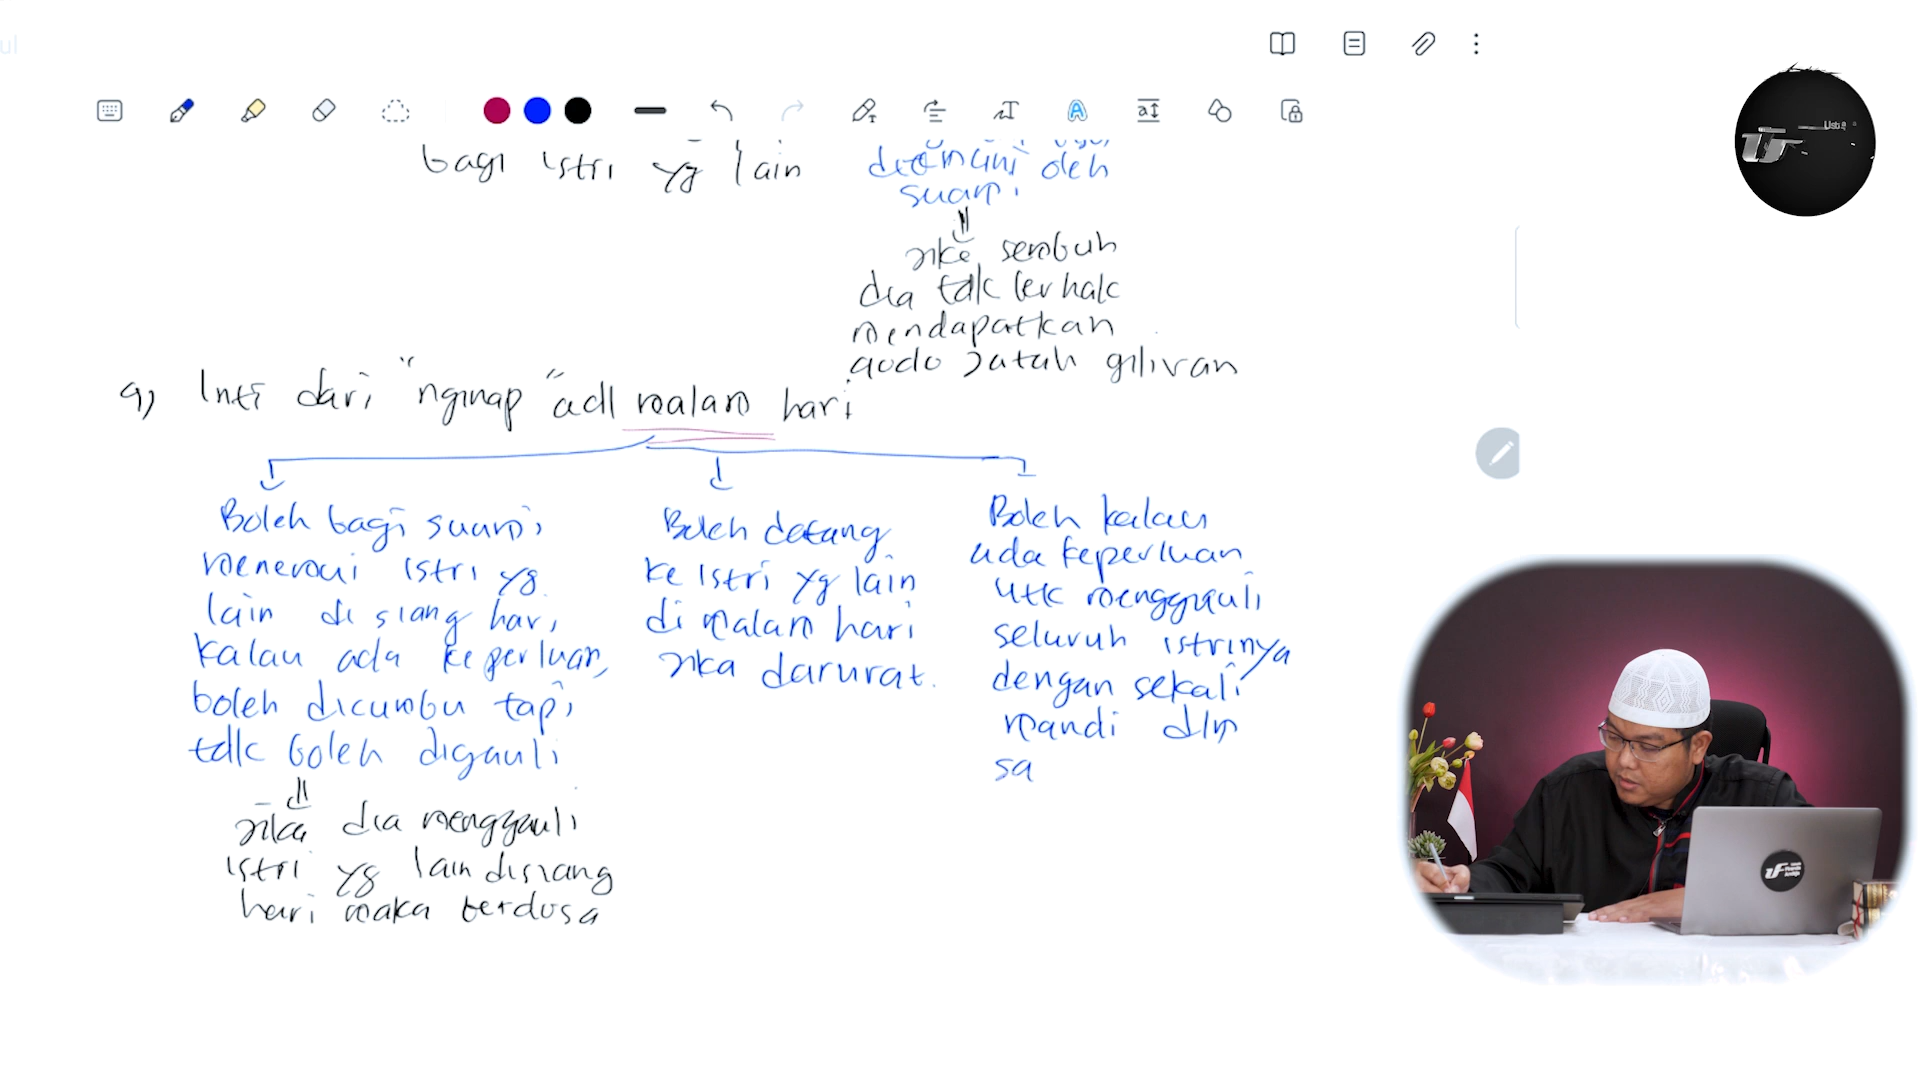 bagi istri yg lain
ditemani oleh
suami
jika sembuh
dia tdk berhak
mendapatkan
qodo jatah giliran
9) Inti dari "nginap" adl malam hari
Boleh bagi suami
menemui istri yg
lain di siang hari
kalau ada keperluan,
boleh dicumbu tapi
tdk boleh digauli
jika dia menggauli
istri yg lain disiang
hari maka berdosa
Boleh datang
ke istri yg lain
di malam hari
jika darurat.
Boleh kalau
ada keperluan
utk menggauli
seluruh istrinya
dengan sekali
mandi dlm
sa